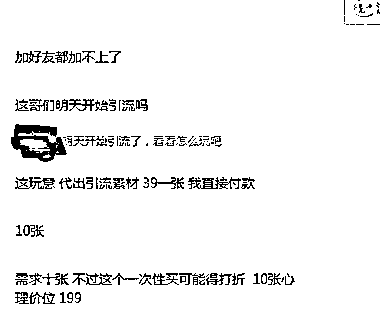 加好友都加不上了
这哥们明天开始引流吗
明天开始引流了，看看怎么玩吧
这玩意 代出引流素材 39一张 我直接付款
10张
需求十张 不过这个一次性买可能得打折 10张心
理价位 199